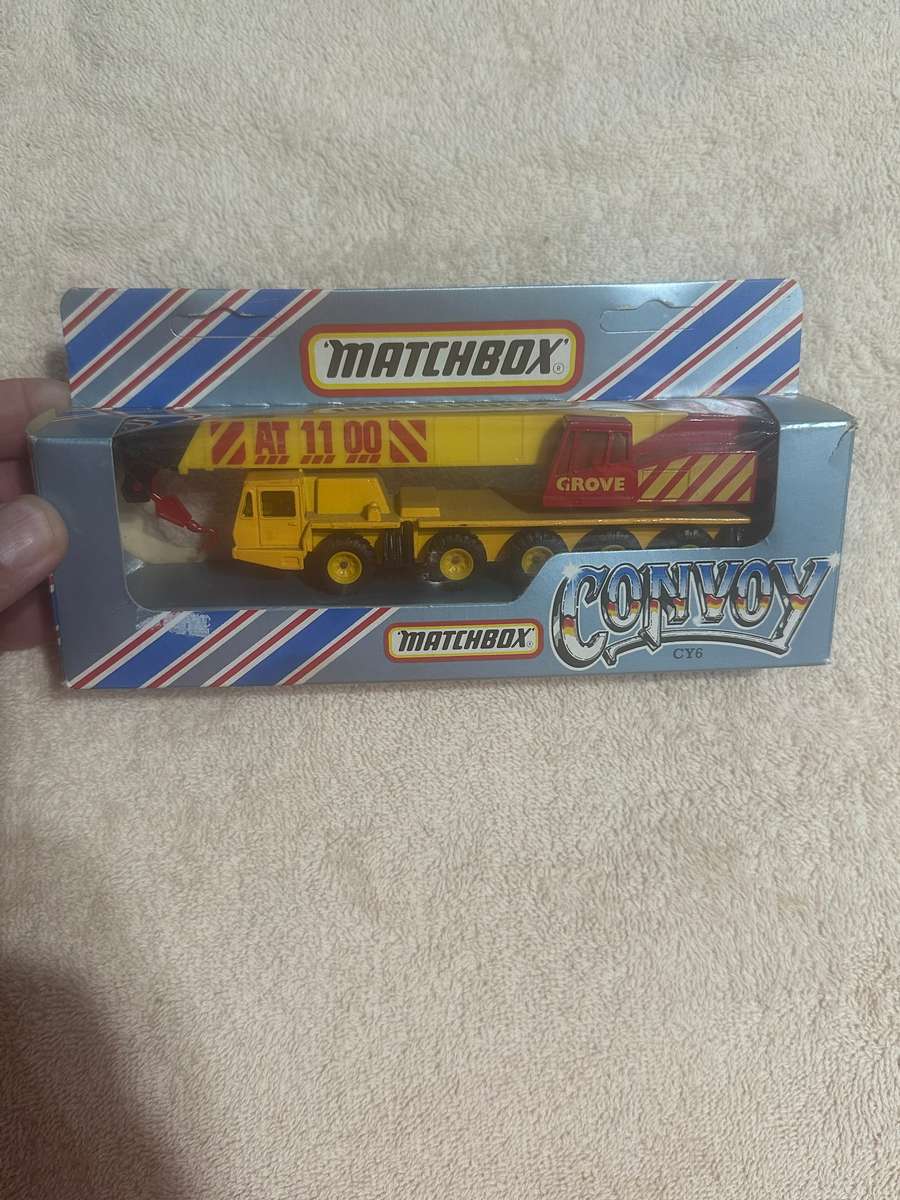 'MATCHBOX'®
AT 11 00
GROVE
CONVOY
'MATCHBOX'®
CY6